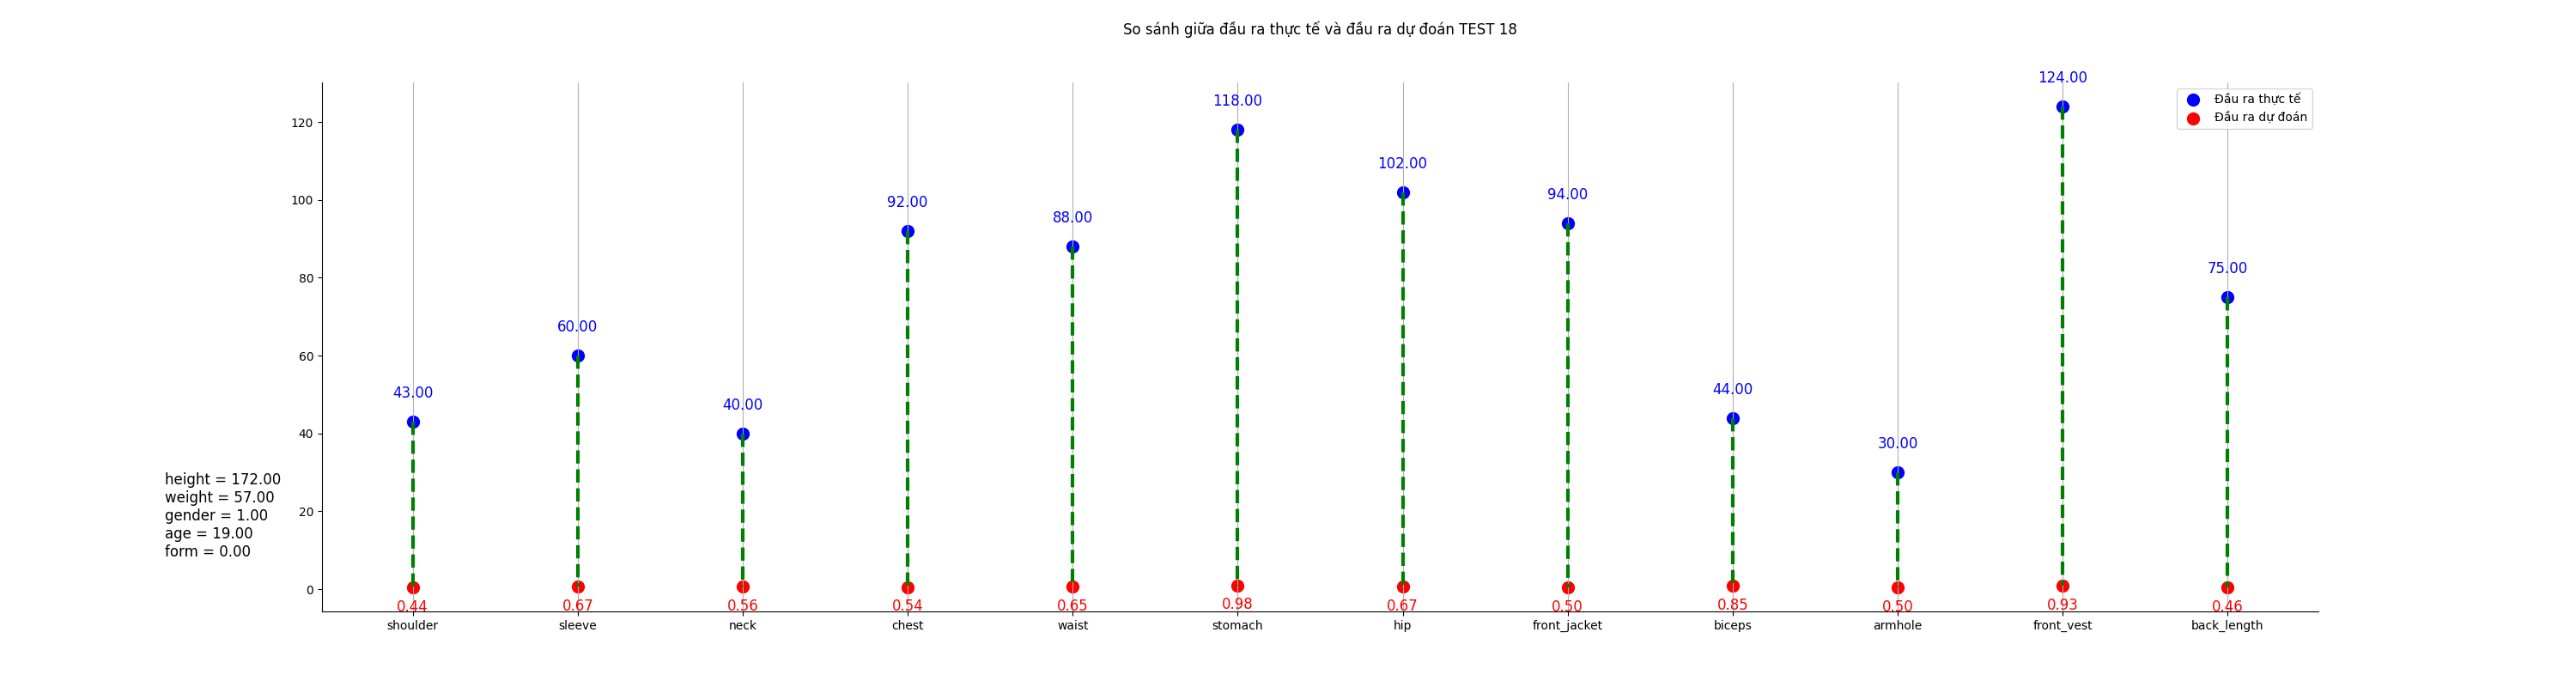 So sánh giữa đầu ra thực tế và đầu ra dự đoán TEST 18
124.00
118.00
102.00
94.00
92.00
88.00
75.00
60.00
43.00
44.00
40.00
30.00
Đầu ra thực tế
Đầu ra dự đoán
120
100
80
60
40
20
0
height = 172.00
weight = 57.00
gender = 1.00
age = 19.00
form = 0.00
0.44 0.67 0.56 0.54 0.65 0.98 0.67 0.50 0.85 0.50 0.93 0.46
shoulder sleeve neck chest waist stomach hip front_jacket biceps armhole front_vest back_length